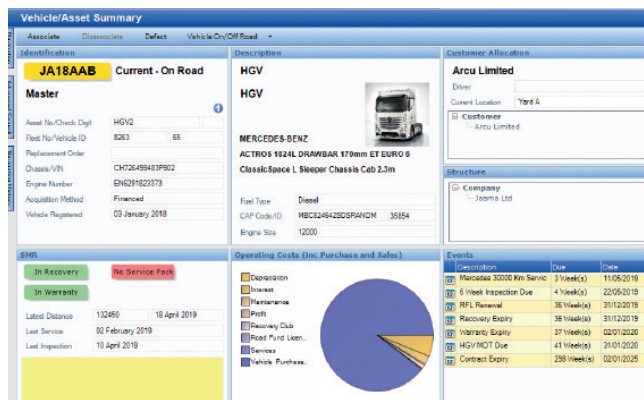 Vehicle/Asset Summary
Associate Disassociate Defect Vehicle On/Off Road
Identification
JA18AAB Current - On Road
Master
Asset No/Check Digit HGV2
Fleet No/Vehicle ID 8263 65
Replacement Order
Chassis/VIN CH726499483P902
Engine Number EN6291823373
Acquisition Method Financed
Vehicle Registered 03 January 2018
Description
HGV
HGV
MERCEDES-BENZ
ACTROS 1824L DRAWBAR 170mm ET EURO 6
ClassicSpace L Sleeper Chassis Cab 2.3m
Fuel Type Diesel
CAP Code/ID MBC824642SDSRANOM 35854
Engine Size 12000
Customer Allocation
Arcu Limited
Driver
Current Location Yard A
Customer
Arcu Limited
Structure
Company
Jaama Ltd
SMR
In Recovery No Service Pack
In Warranty
Latest Distance 132450 18 April 2019
Last Service 02 February 2019
Last Inspection 10 April 2019
Operating Costs (Inc Purchase and Sales)
Depreciation
Interest
Maintenance
Profit
Recovery Club
Road Fund Licen..
Services
Vehicle Purchase..
Events
Description Due Date
Mercedes 30000 Km Servic 3 Week(s) 11/05/2019
6 Week Inspection Due 4 Week(s) 22/05/2019
RFL Renewal 36 Week(s) 31/12/2019
Recovery Expiry 36 Week(s) 31/12/2019
Warranty Expiry 37 Week(s) 02/01/2020
HGV MOT Due 41 Week(s) 31/01/2020
Contract Expiry 298 Week(s) 02/01/2025